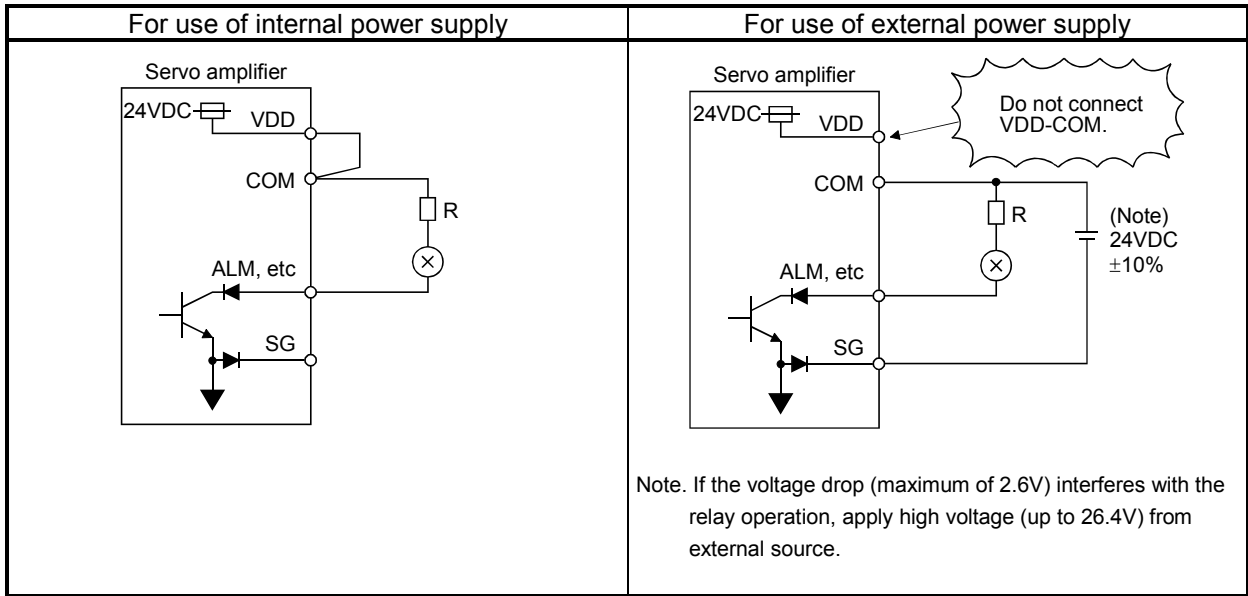 For use of internal power supply
For use of external power supply
Servo amplifier
24VDC
VDD
COM
R
ALM, etc
SG
Servo amplifier
24VDC
VDD
Do not connect
VDD-COM.
COM
R
(Note)
24VDC
±10%
ALM, etc
SG
Note. If the voltage drop (maximum of 2.6V) interferes with the
relay operation, apply high voltage (up to 26.4V) from
external source.